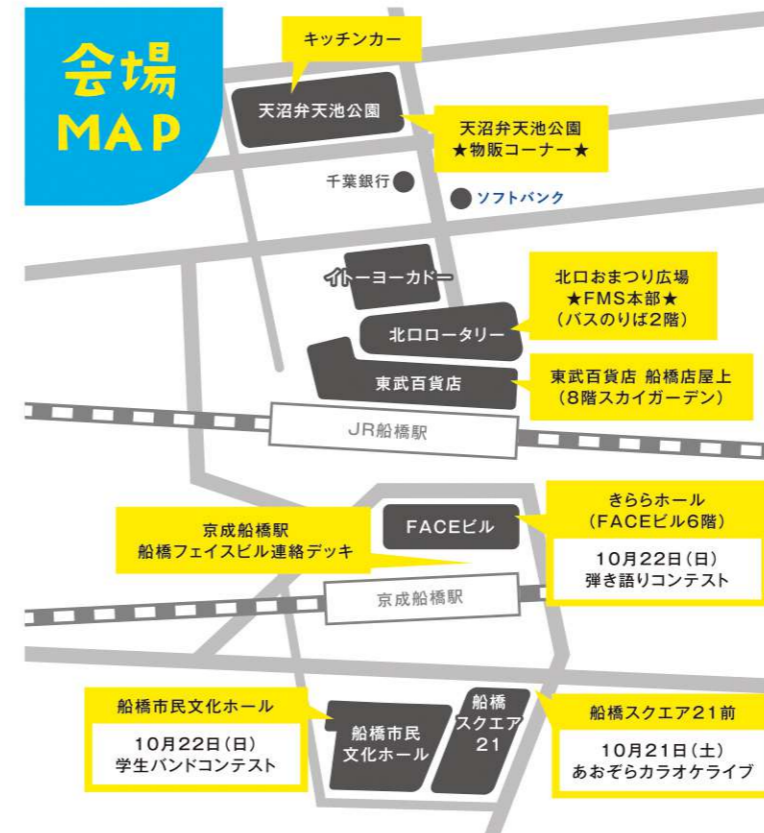 会場
MAP
キッチンカー
天沼弁天池公園
天沼弁天池公園
★物販コーナー★
千葉銀行
ソフトバンク
イトーヨーカドー
北口おまつり広場
★FMS本部★
(バスのりば2階)
北口ロータリー
東武百貨店
東武百貨店 船橋店屋上
(8階スカイガーデン)
JR船橋駅
きららホール
(FACEビル6階)
10月22日(日)
弾き語りコンテスト
FACEビル
京成船橋駅
船橋フェイスビル連絡デッキ
京成船橋駅
船橋市民文化ホール
10月22日(日)
学生バンドコンテスト
船橋市民
文化ホール
船橋
スクエア
21
船橋スクエア21前
10月21日(土)
あおぞらカラオケライブ